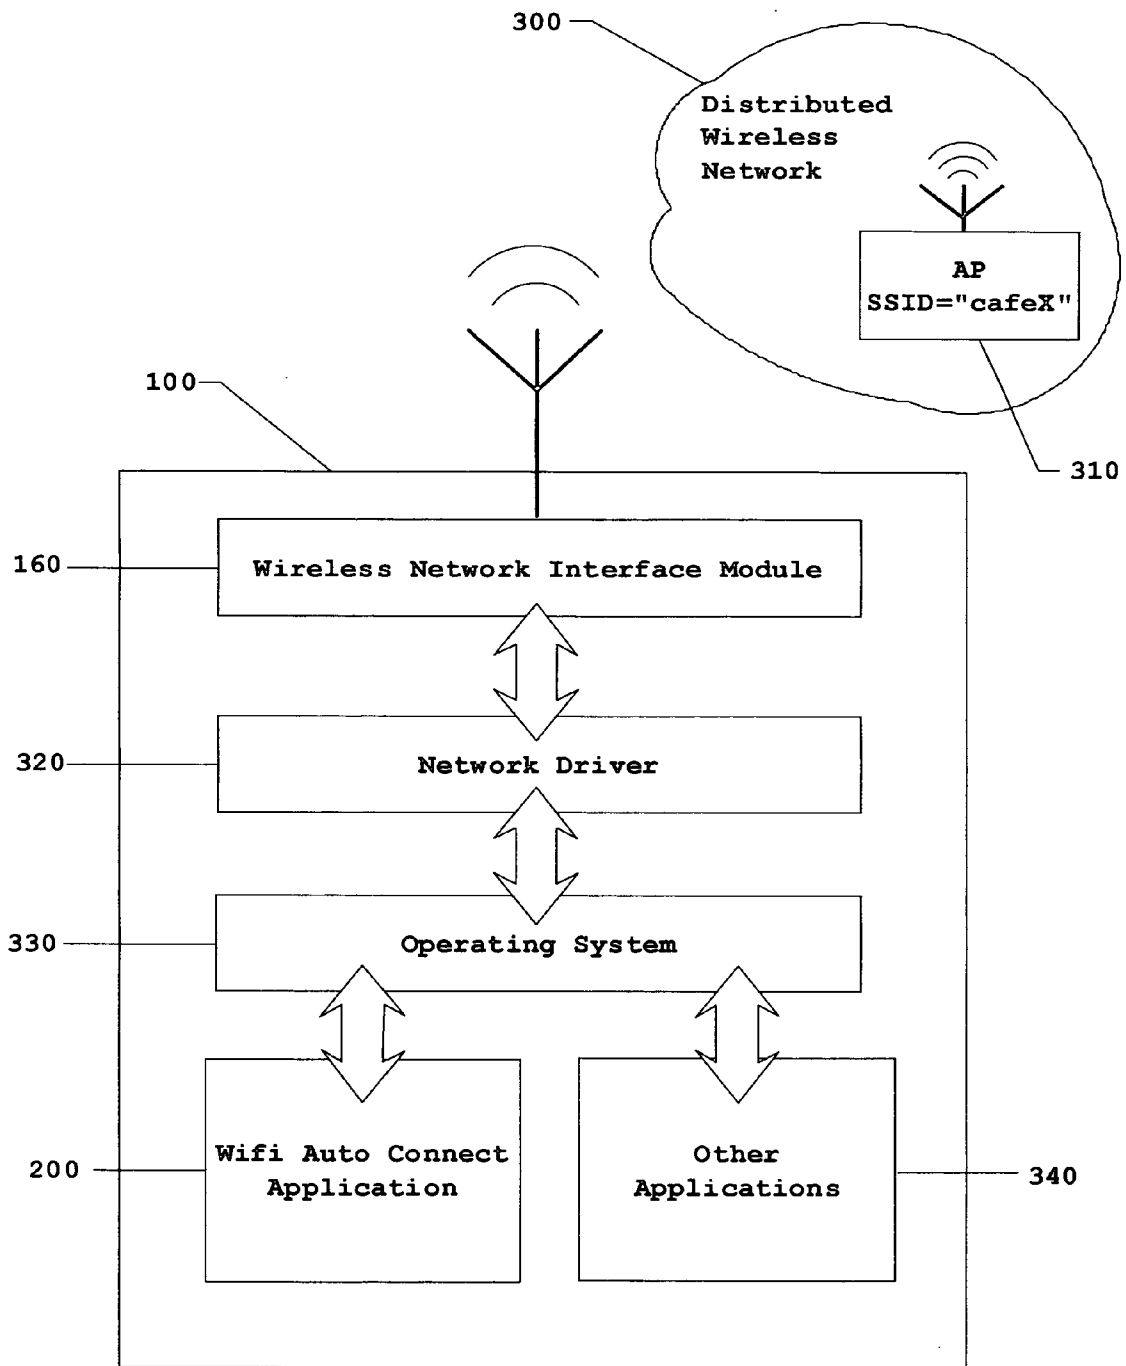 300
Distributed
Wireless
Network
AP
SSID="cafeX"
310
100
160
Wireless Network Interface Module
320
Network Driver
330
Operating System
200
Wifi Auto Connect
Application
Other
Applications
340